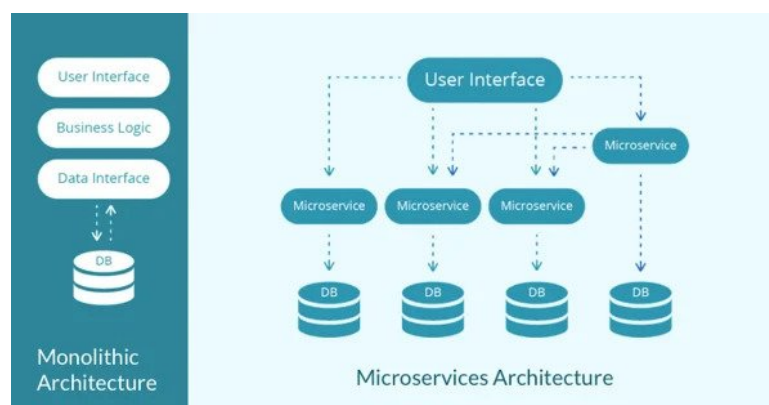 User Interface
Business Logic
Data Interface
DB
Monolithic
Architecture
User Interface
Microservice
Microservice
Microservice
Microservice
DB
DB
DB
DB
Microservices Architecture